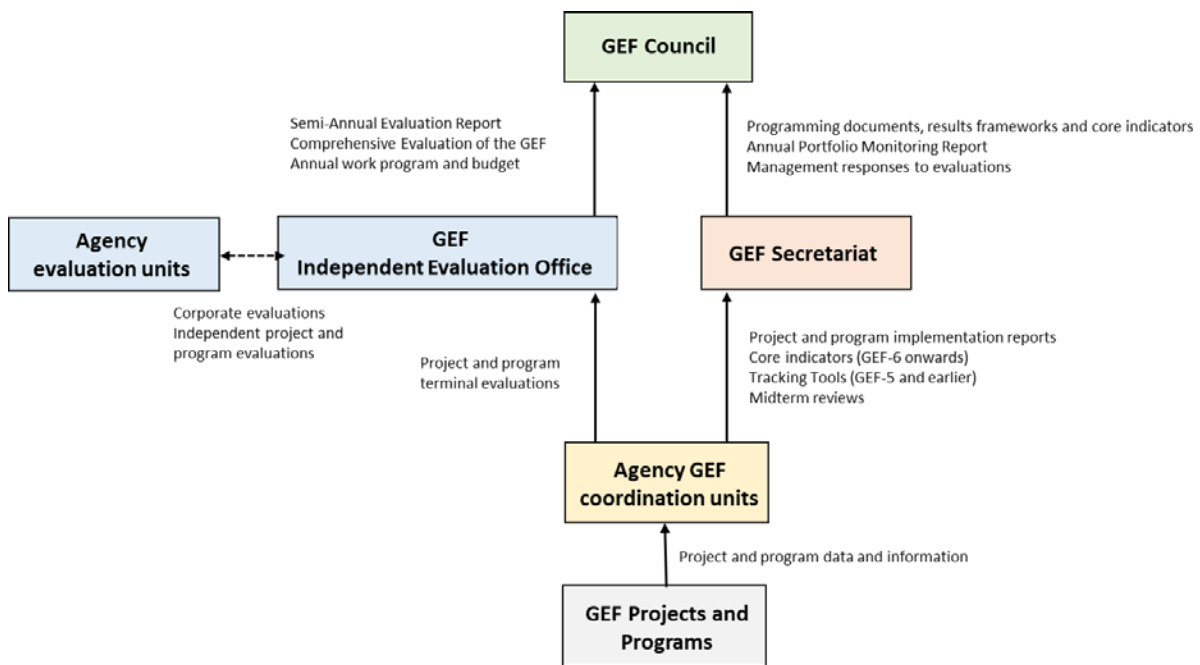 GEF Council
Semi-Annual Evaluation Report
Comprehensive Evaluation of the GEF
Annual work program and budget
Programming documents, results frameworks and core indicators
Annual Portfolio Monitoring Report
Management responses to evaluations
Agency
evaluation units
GEF
Independent Evaluation Office
GEF Secretariat
Corporate evaluations
Independent project and
program evaluations
Project and program
terminal evaluations
Project and program implementation reports
Core indicators (GEF-6 onwards)
Tracking Tools (GEF-5 and earlier)
Midterm reviews
Agency GEF
coordination units
Project and program data and information
GEF Projects and
Programs